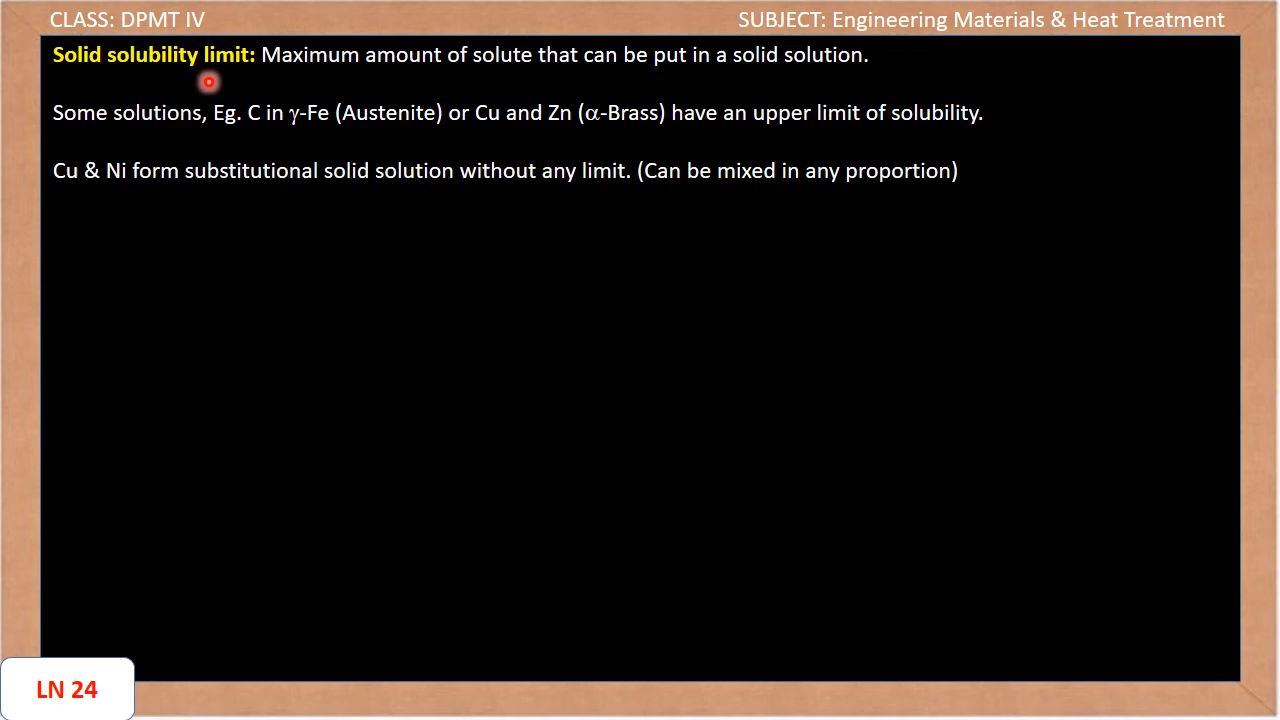 CLASS: DPMT IV
SUBJECT: Engineering Materials & Heat Treatment
Solid solubility limit: Maximum amount of solute that can be put in a solid solution.
Some solutions, Eg. C in γ-Fe (Austenite) or Cu and Zn (α-Brass) have an upper limit of solubility.
Cu & Ni form substitutional solid solution without any limit. (Can be mixed in any proportion)
LN 24